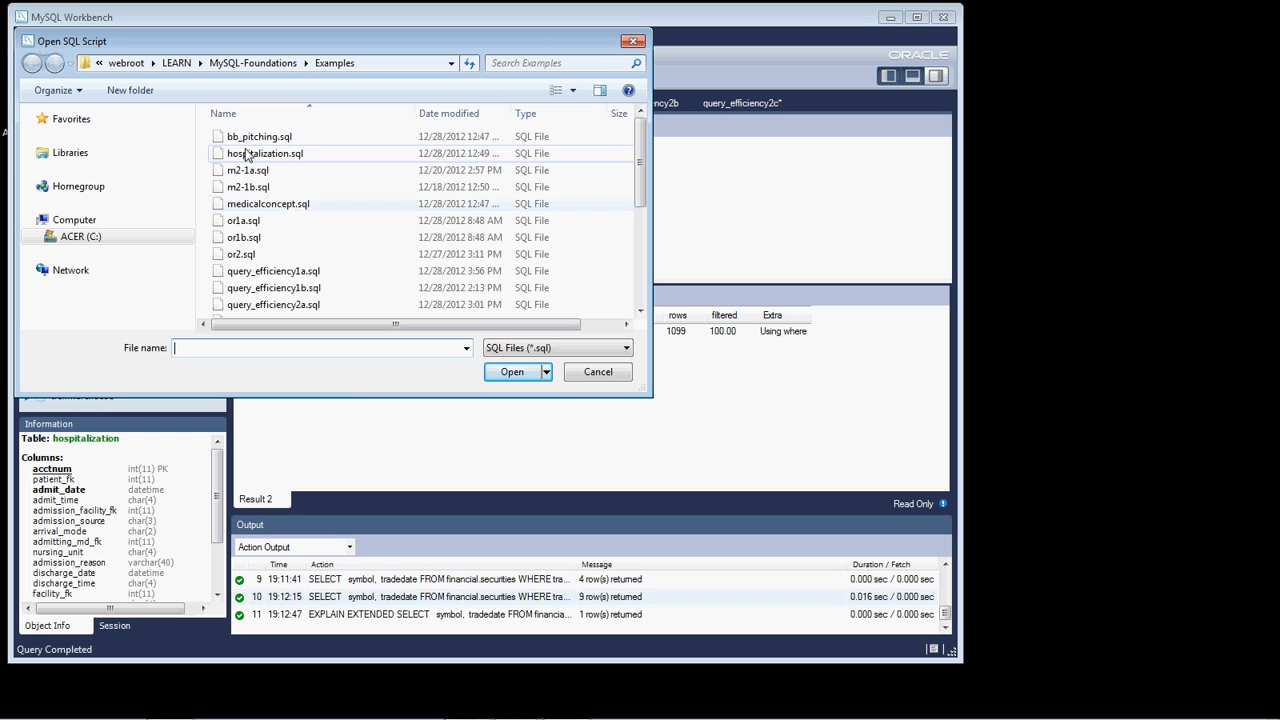 MySQL Workbench
Open SQL Script
« webroot LEARN MySQL-Foundations Examples
Search Examples
ORACLE
Organize
New folder
query_efficiency2c*
Name Date modified Type Size
Favorites
Libraries
Homegroup
Computer
ACER (C:)
Network
bb_pitching.sql 12/28/2012 12:47 ... SQL File
hospitalization.sql 12/28/2012 12:49 ... SQL File
m2-1a.sql 12/20/2012 2:57 PM SQL File
m2-1b.sql 12/18/2012 12:50 ... SQL File
medicalconcept.sql 12/28/2012 12:47 ... SQL File
or1a.sql 12/28/2012 8:48 AM SQL File
or1b.sql 12/28/2012 8:48 AM SQL File
or2.sql 12/27/2012 3:11 PM SQL File
query_efficiency1a.sql 12/28/2012 3:56 PM SQL File
query_efficiency1b.sql 12/28/2012 2:13 PM SQL File
query_efficiency2a.sql 12/28/2012 3:01 PM SQL File
rows filtered Extra
1099 100.00 Using where
File name:
SQL Files (*.sql)
Open
Cancel
Information
Table: hospitalization
Columns:
acctnum int(11) PK
patient_fk int(11)
admit_date datetime
admit_time char(4)
admission_facility_fk int(11)
admission_source char(3)
arrival_mode char(2)
admitting_md_fk int(11)
nursing_unit char(4)
admission_reason varchar(40)
discharge_date datetime
discharge_time char(4)
facility_fk int(11)
Object Info
Session
Result 2
Read Only
Output
Action Output
Time Action Message Duration / Fetch
9 19:11:41 SELECT symbol, tradedate FROM financial.securities WHERE tra... 4 row(s) returned 0.000 sec / 0.000 sec
10 19:12:15 SELECT symbol, tradedate FROM financial.securities WHERE tra... 9 row(s) returned 0.016 sec / 0.000 sec
11 19:12:47 EXPLAIN EXTENDED SELECT symbol, tradedate FROM financia... 1 row(s) returned 0.000 sec / 0.000 sec
Query Completed